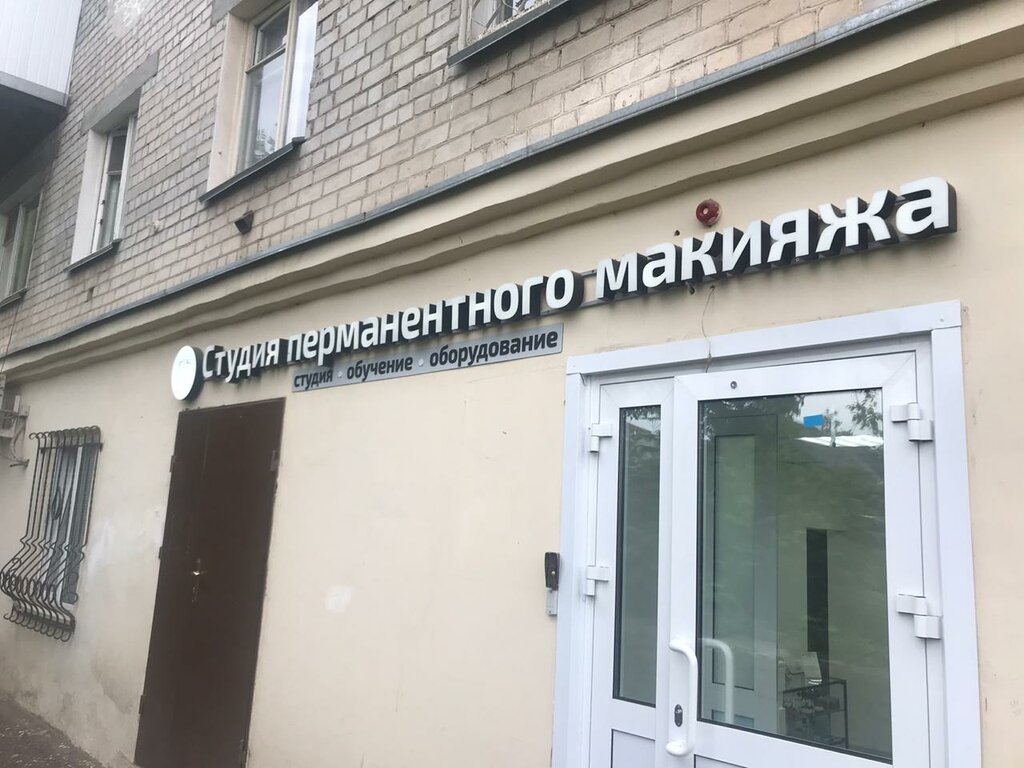 Студия перманентного макияжа
студия • обучение • оборудование